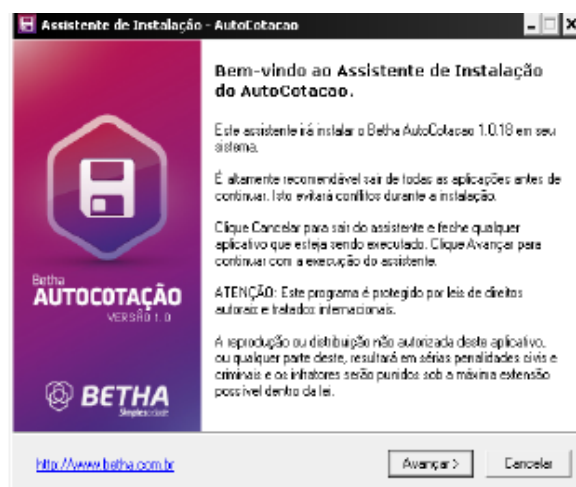 Assistente de Instalação - AutoCotacao
Bem-vindo ao Assistente de Instalação
do AutoCotacao.
Este assistente irá instalar o Betha AutoCotacao 1.0.18 em seu
sistema.
É altamente recomendável sair de todas as aplicações antes de
continuar. Isto evitará conflitos durante a instalação.
Clique Cancelar para sair do assistente e feche qualquer
aplicativo que esteja sendo executado. Clique Avançar para
continuar com a execução do assistente.
ATENÇÃO: Este programa é protegido por leis de direitos
autorais e tratados internacionais.
A reprodução ou distribuição não autorizada deste aplicativo,
ou qualquer parte deste, resultará em sérias penalidades civis e
criminais e os infratores serão punidos sob a máxima extensão
possível dentro da lei.
Betha
AUTOCOTAÇÃO
VERSÃO 1.0
BETHA
Simplescidade
http://www.betha.com.br
Avançar >
Cancelar